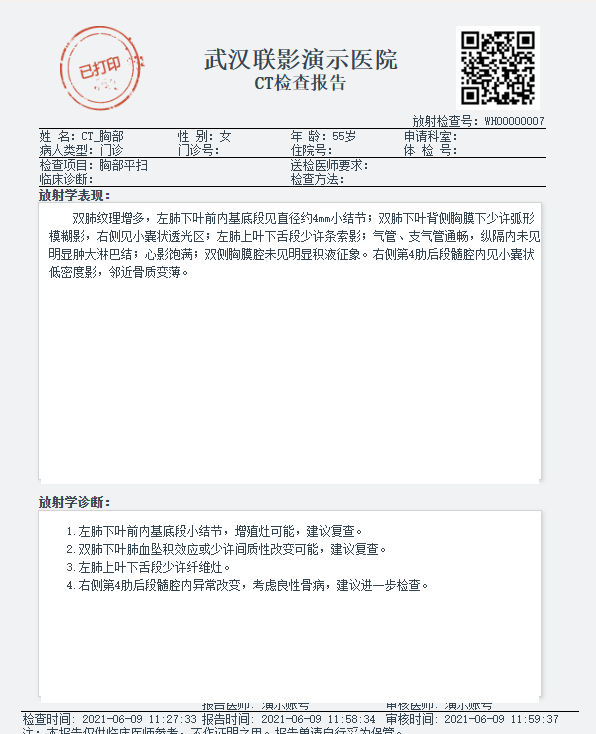 已打印
武汉联影演示医院
CT检查报告
放射检查号：WH00000007
姓 名：CT_胸部 性 别：女 年 龄：55岁 申请科室：
病人类型：门诊 门诊号： 住院号： 体 检 号：
检查项目：胸部平扫 送检医师要求：
临床诊断： 检查方法：
放射学表现：
双肺纹理增多，左肺下叶前内基底段见直径约4mm小结节；双肺下叶背侧胸膜下少许弧形
模糊影，右侧见小囊状透光区；左肺上叶下舌段少许条索影；气管、支气管通畅，纵隔内未见
明显肿大淋巴结；心影饱满；双侧胸膜腔未见明显积液征象。右侧第4肋后段髓腔内见小囊状
低密度影，邻近骨质变薄。
放射学诊断：
1.左肺下叶前内基底段小结节，增殖灶可能，建议复查。
2.双肺下叶肺血坠积效应或少许间质性改变可能，建议复查。
3.左肺上叶下舌段少许纤维灶。
4.右侧第4肋后段髓腔内异常改变，考虑良性骨病，建议进一步检查。
报告医师：演示账号 审核医师：演示账号
检查时间：2021-06-09 11:27:33 报告时间：2021-06-09 11:58:34 审核时间：2021-06-09 11:59:37
注：本报告仅供临床医师参考，不作证明之用。报告单请自行妥为保管。